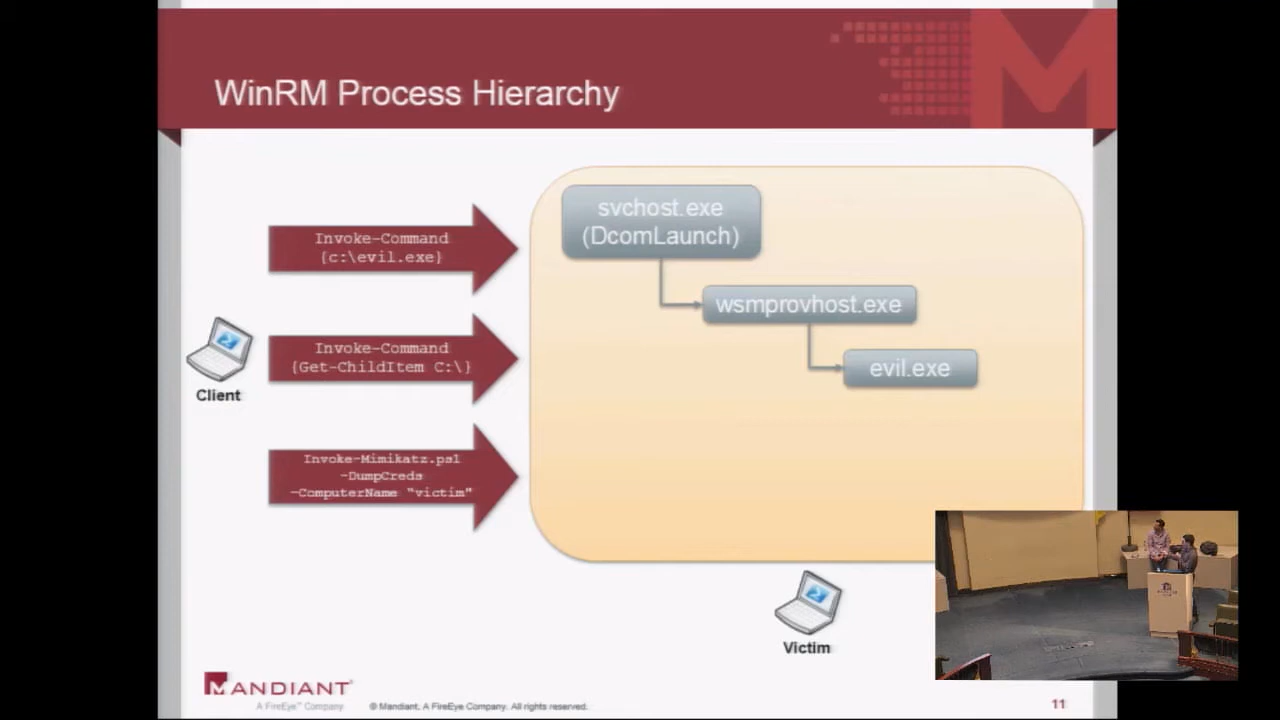 WinRM Process Hierarchy
Invoke-Command
{c:\evil.exe}
Invoke-Command
{Get-ChildItem C:\}
Invoke-Mimikatz.ps1
-DumpCreds
-ComputerName "victim"
Client
svchost.exe
(DcomLaunch)
wsmprovhost.exe
evil.exe
Victim
MANDIANT®
A FireEye™ Company
© Mandiant, A FireEye Company. All rights reserved.
11